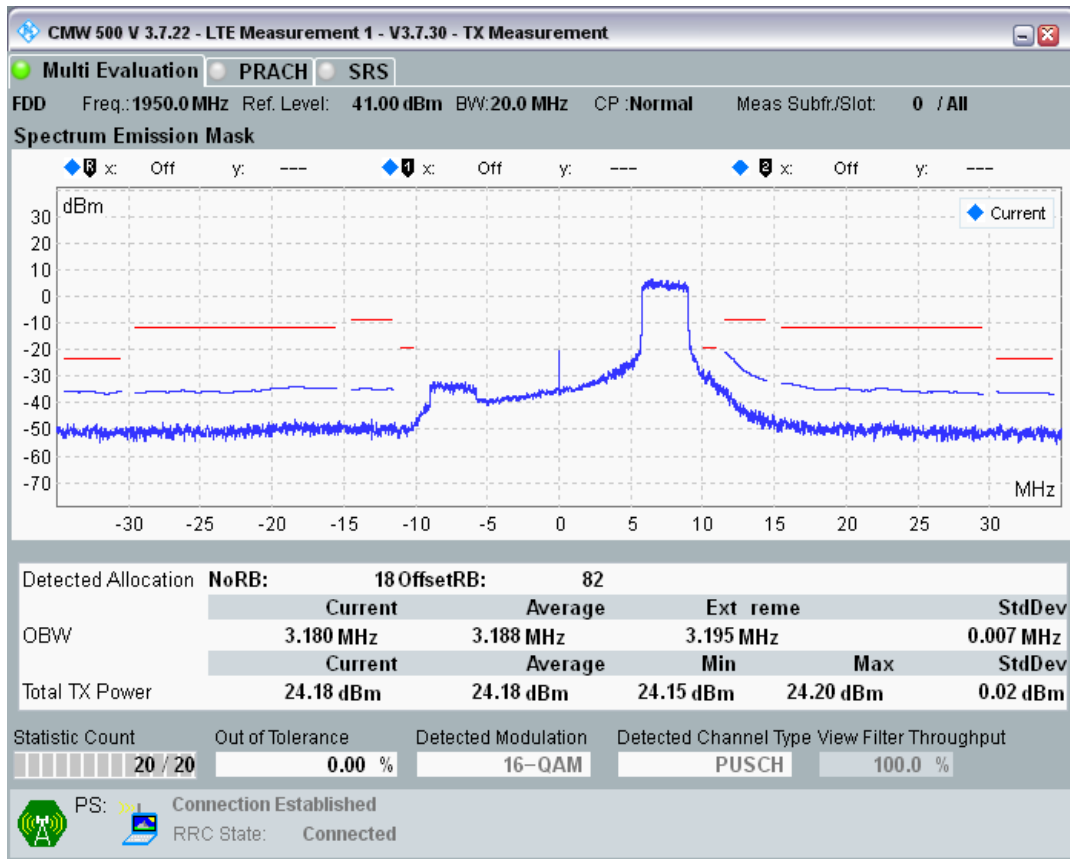 CMW 500 V 3.7.22 - LTE Measurement 1 - V3.7.30 - TX Measurement
Multi Evaluation PRACH SRS
FDD Freq.:1950.0 MHz Ref. Level: 41.00 dBm BW:20.0 MHz CP :Normal Meas Subfr./Slot: 0 / All
Spectrum Emission Mask
R x: Off y: --- 1 x: Off y: --- 2 x: Off y: ---
dBm
Current
30
20
10
0
-10
-20
-30
-40
-50
-60
-70
MHz
-30 -25 -20 -15 -10 -5 0 5 10 15 20 25 30
Detected Allocation NoRB: 18 OffsetRB: 82
Current Average Ext reme StdDev
OBW 3.180 MHz 3.188 MHz 3.195 MHz 0.007 MHz
Current Average Min Max StdDev
Total TX Power 24.18 dBm 24.18 dBm 24.15 dBm 24.20 dBm 0.02 dBm
Statistic Count Out of Tolerance Detected Modulation Detected Channel Type View Filter Throughput
20 / 20 0.00 % 16-QAM PUSCH 100.0 %
PS: Connection Established
RRC State: Connected